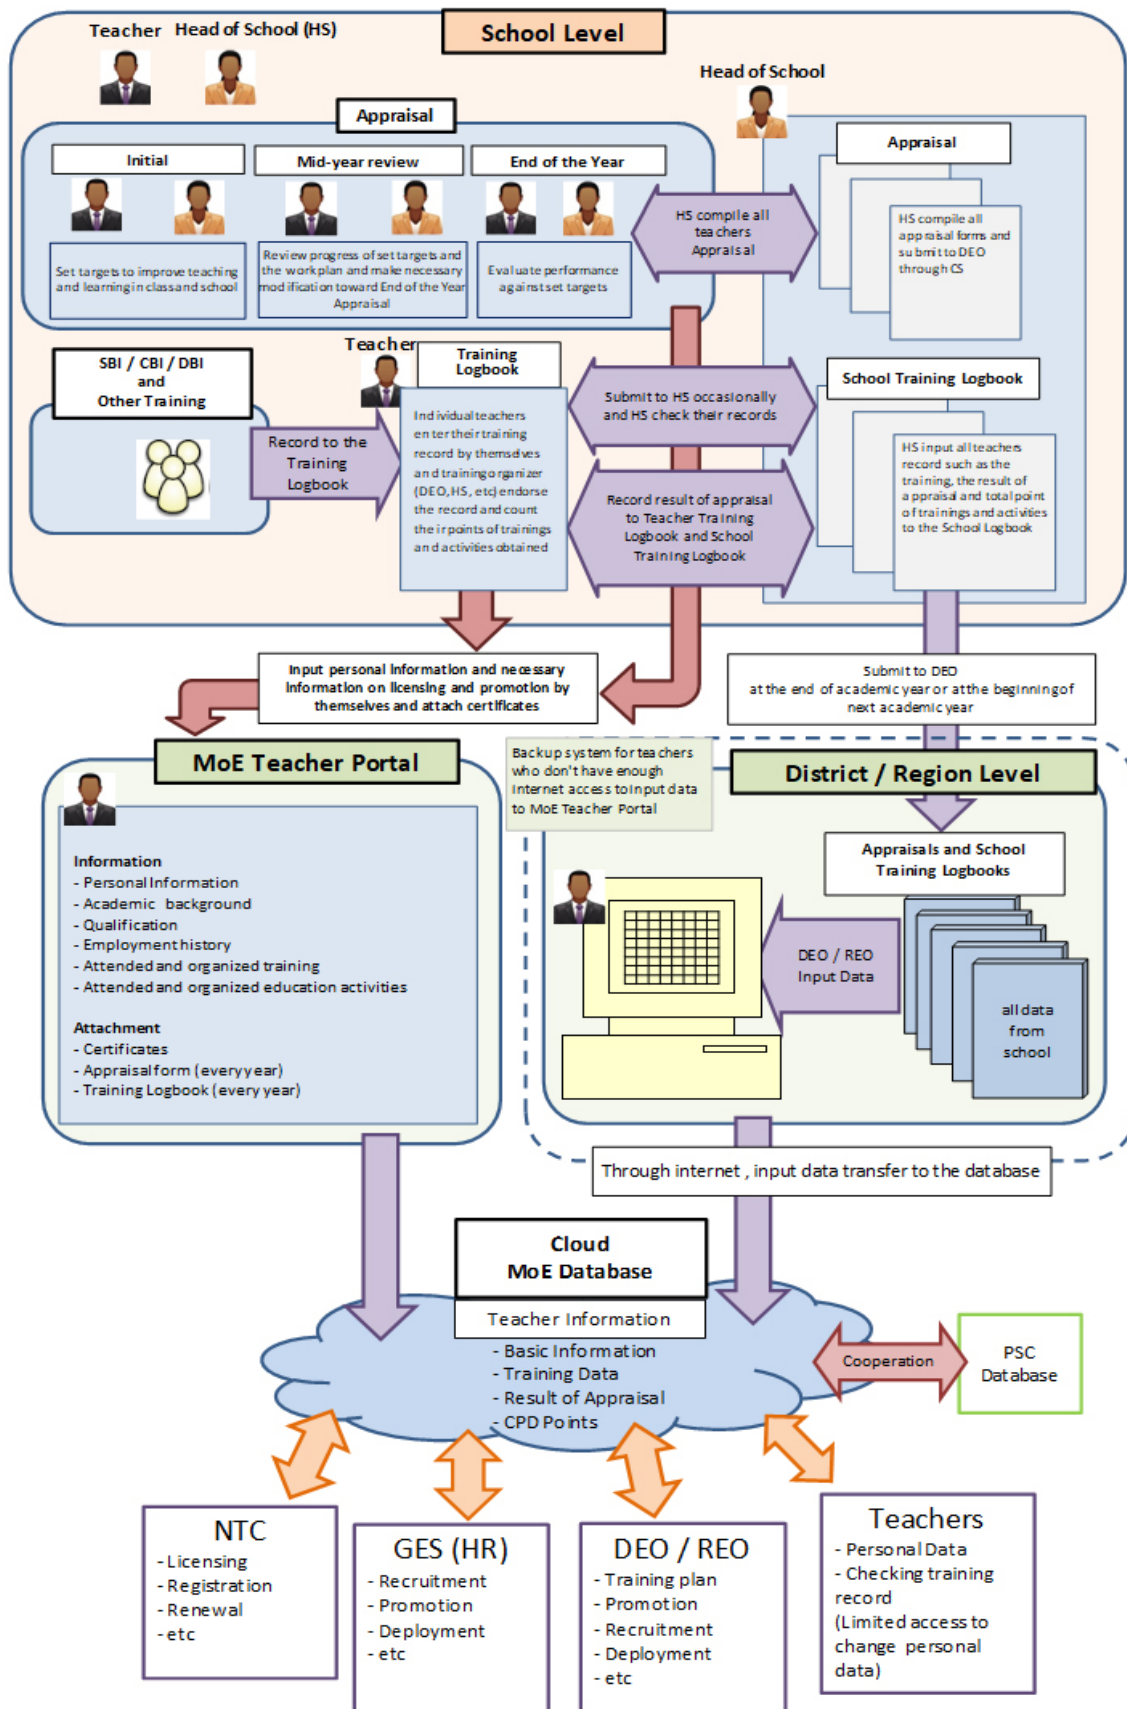 School Level
Teacher
Head of School (HS)
Head of School
Appraisal
Initial
Mid-year review
End of the Year
Set targets to improve teaching
and learning in class and school
Review progress of set targets and
the workplan and make necessary
modification toward End of the Year
Appraisal
Evaluate performance
against set targets
HS compile all
teachers
Appraisal
Appraisal
HS compile all
appraisal forms and
submit to DEO
through CS
SBI / CBI / DBI
and
Other Training
Record to the
Training
Logbook
Teacher
Training
Logbook
Individual teachers
enter their training
record by themselves
and training organizer
(DEO, HS, etc) endorse
the record and count
their points of trainings
and activities obtained
Submit to HS occasionally
and HS check their records
Record result of appraisal
to Teacher Training
Logbook and School
Training Logbook
School Training Logbook
HS input all teachers
record such as the
training, the result of
a appraisal and total point
of trainings and activities
to the School Logbook
Input personal information and necessary
information on licensing and promotion by
themselves and attach certificates
Submit to DEO
at the end of academic year or at the beginning of
next academic year
MoE Teacher Portal
Information
- Personal Information
- Academic background
- Qualification
- Employment history
- Attended and organized training
- Attended and organized education activities
Attachment
- Certificates
- Appraisal form (every year)
- Training Logbook (every year)
Backup system for teachers
who don't have enough
internet access to input data
to MoE Teacher Portal
District / Region Level
Appraisals and School
Training Logbooks
DEO / REO
Input Data
all data
from
school
Through internet , input data transfer to the database
Cloud
MoE Database
Teacher Information
- Basic Information
- Training Data
- Result of Appraisal
- CPD Points
Cooperation
PSC
Database
NTC
- Licensing
- Registration
- Renewal
- etc
GES (HR)
- Recruitment
- Promotion
- Deployment
- etc
DEO / REO
- Training plan
- Promotion
- Recruitment
- Deployment
- etc
Teachers
- Personal Data
- Checking training
record
(Limited access to
change personal
data)